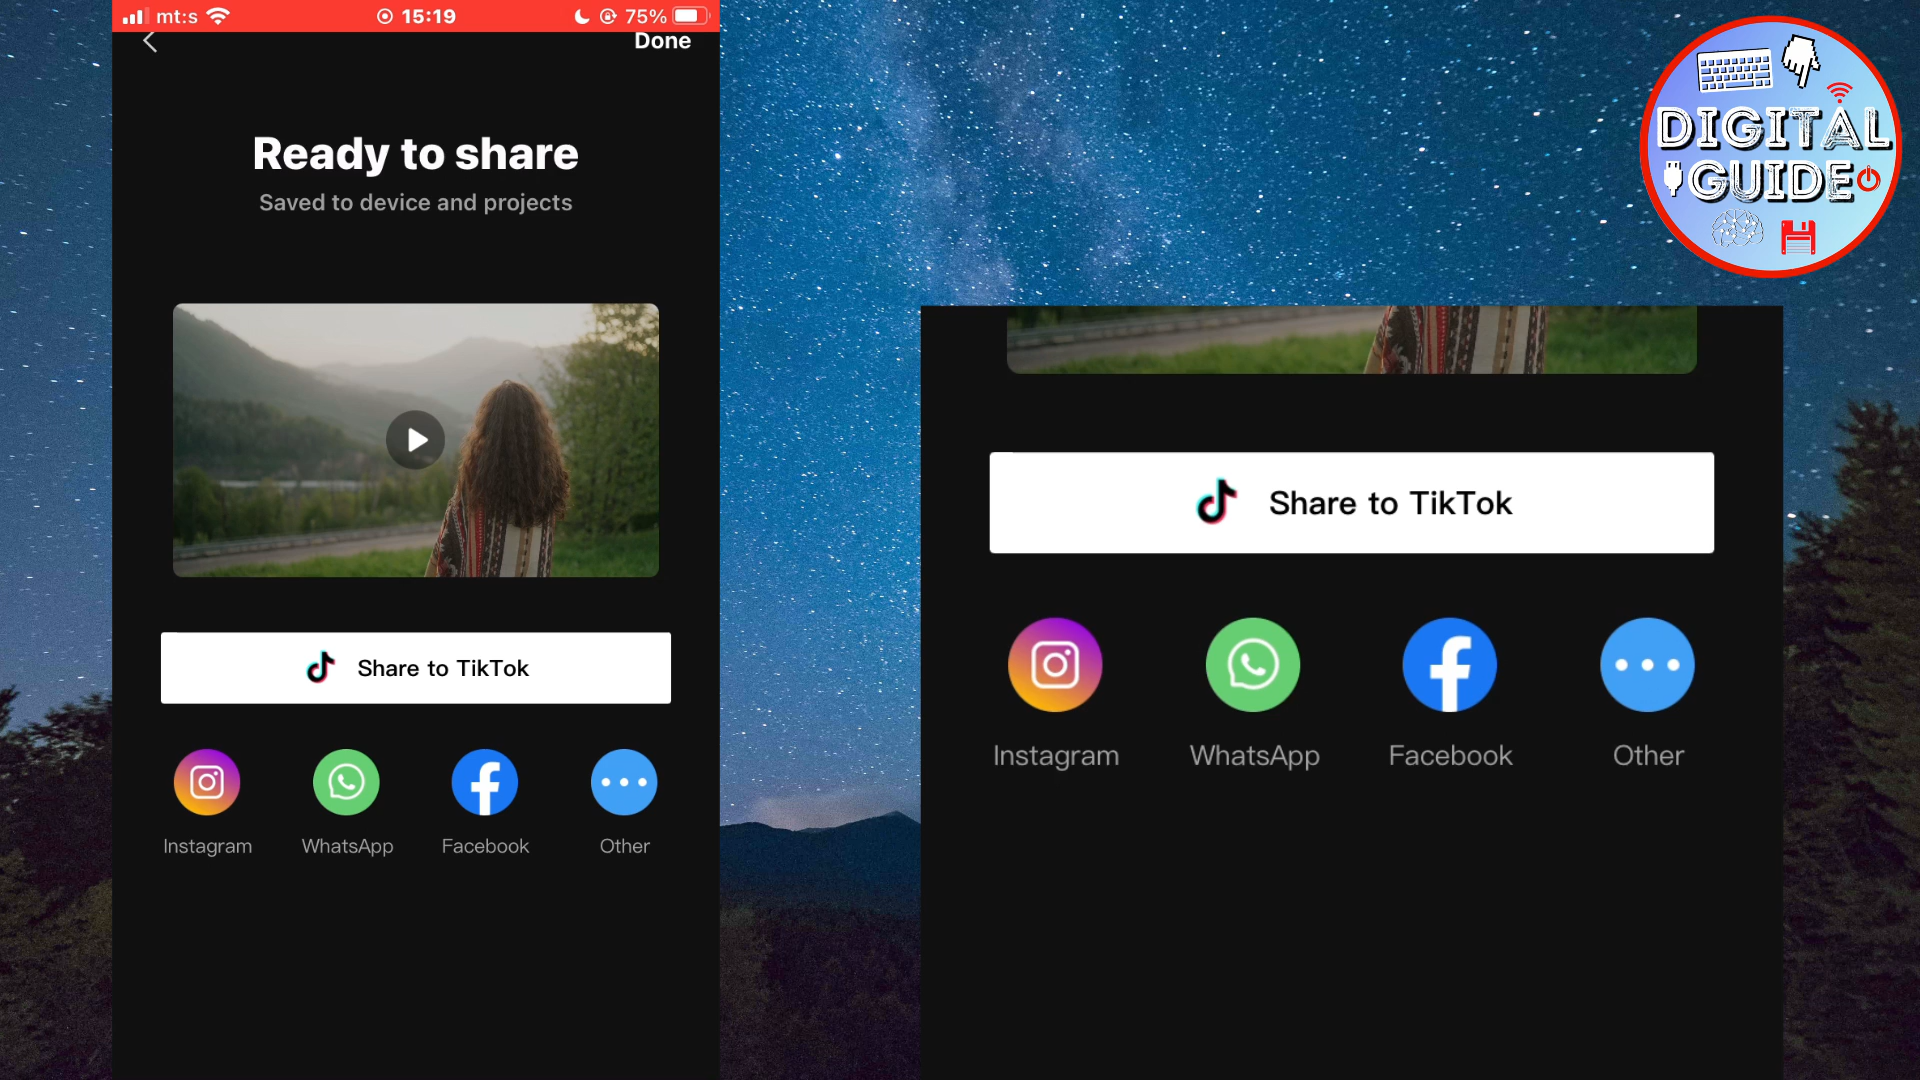 mt:s 15:19 75%
Done
Ready to share
Saved to device and projects
Share to TikTok
Instagram WhatsApp Facebook Other
DIGITAL
GUIDE
Share to TikTok
Instagram WhatsApp Facebook Other